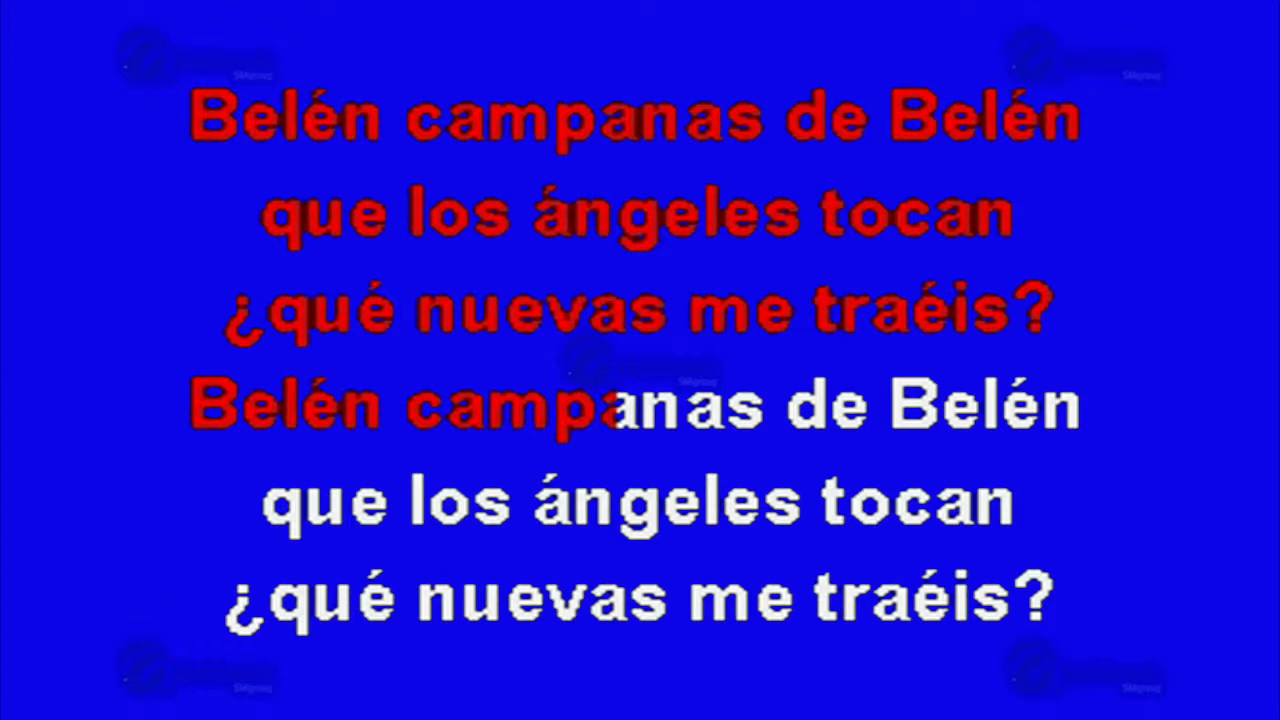 Belén campanas de Belén
que los ángeles tocan
¿qué nuevas me traéis?
Belén campanas de Belén
que los ángeles tocan
¿qué nuevas me traéis?